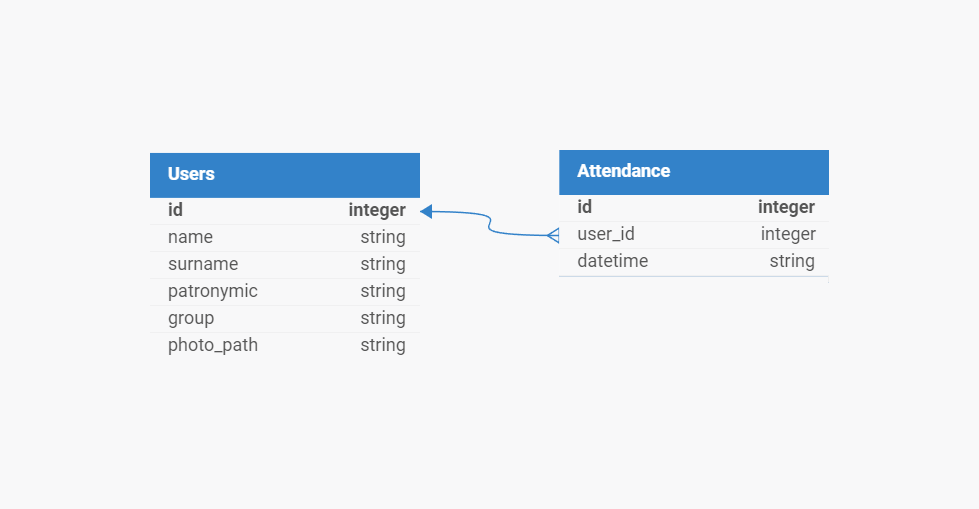 Users
id integer
name string
surname string
patronymic string
group string
photo_path string
Attendance
id integer
user_id integer
datetime string